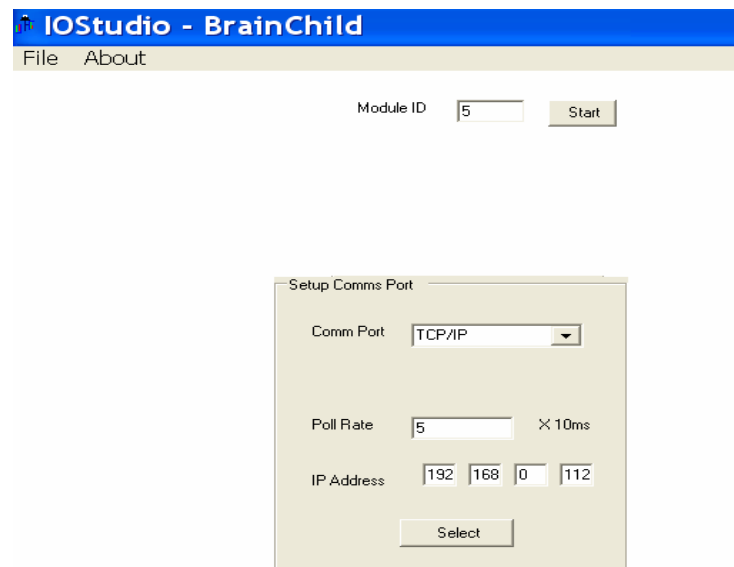 IOStudio - BrainChild
File About
Module ID 5 Start
Setup Comms Port
Comm Port TCP/IP
Poll Rate 5 X 10ms
IP Address 192 168 0 112
Select